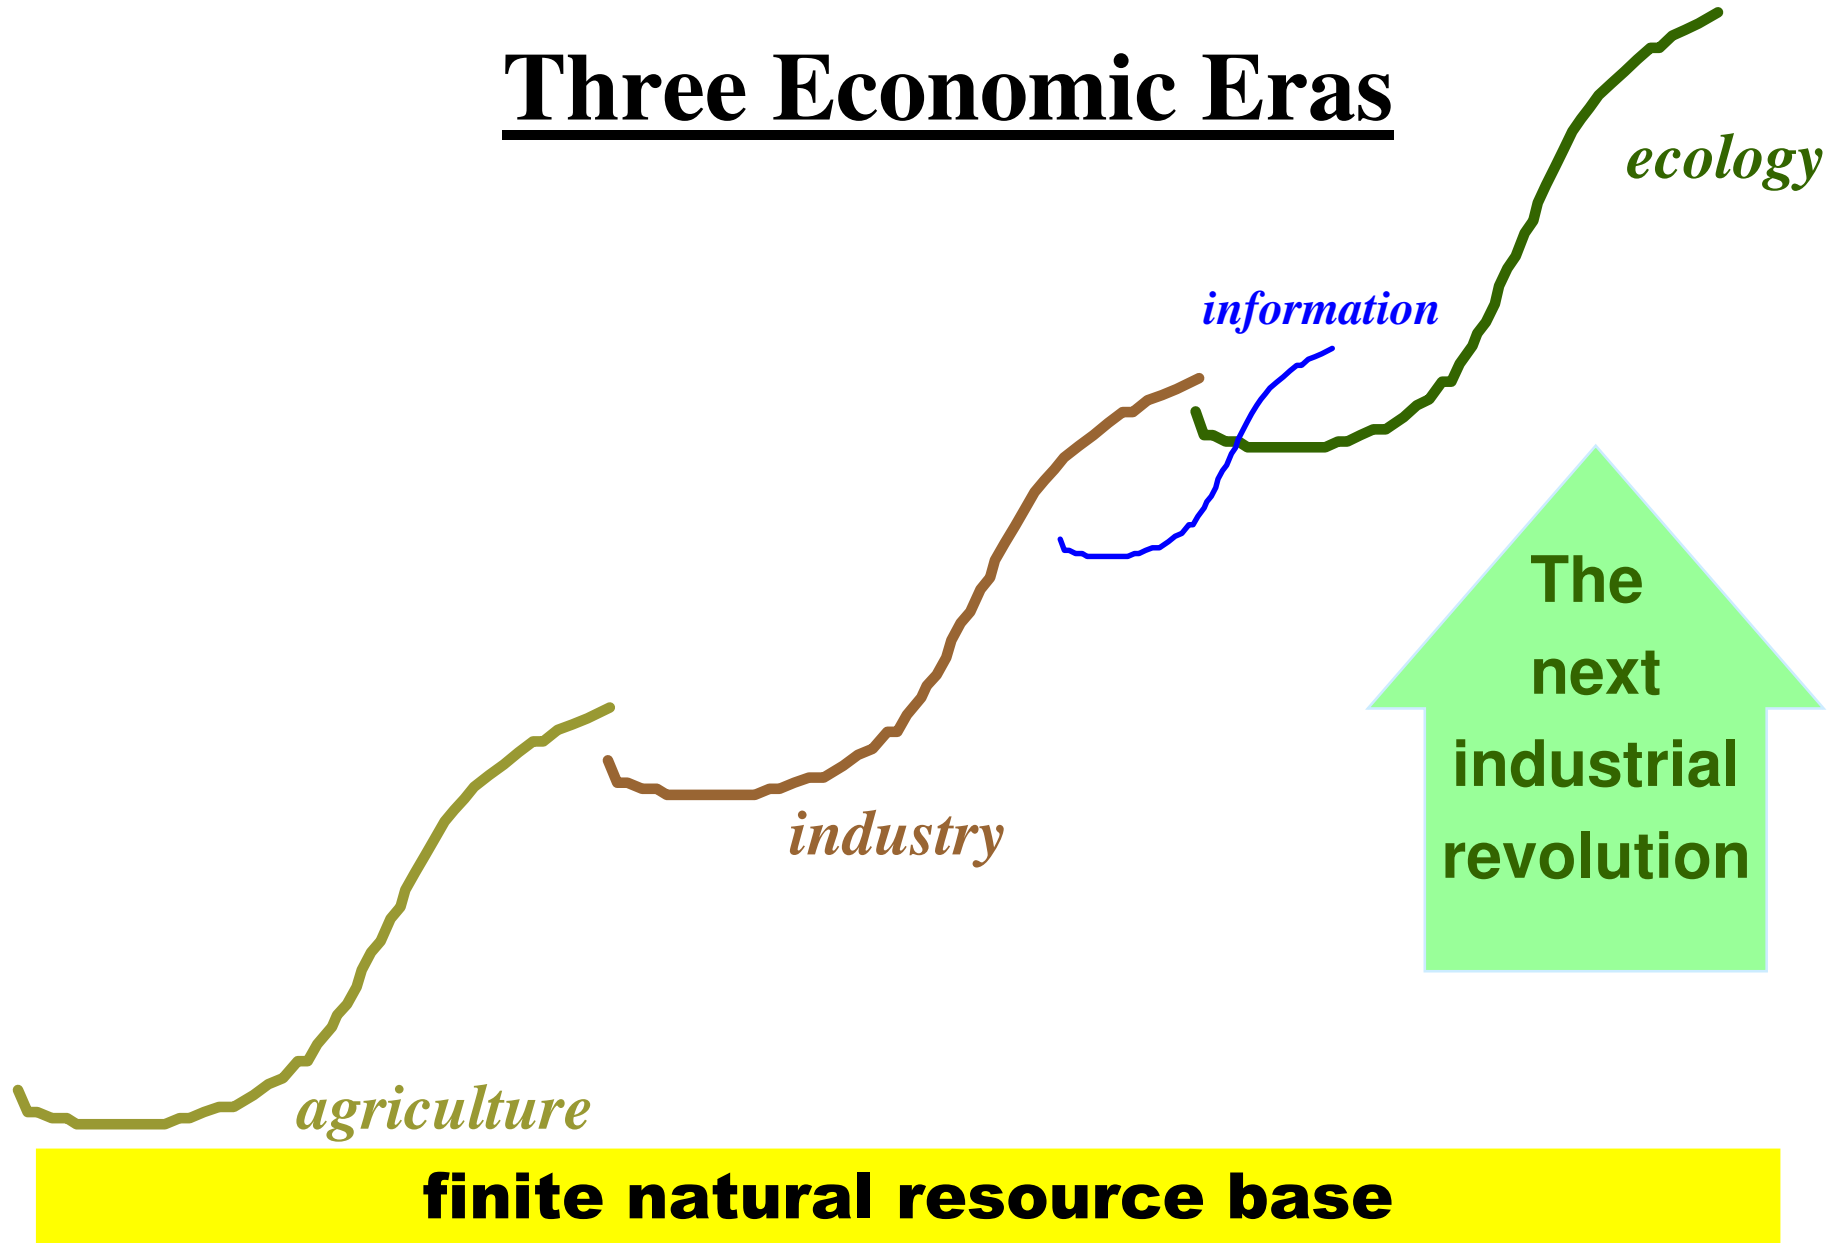 Three Economic Eras
ecology
information
The
next
industrial
revolution
industry
agriculture
finite natural resource base